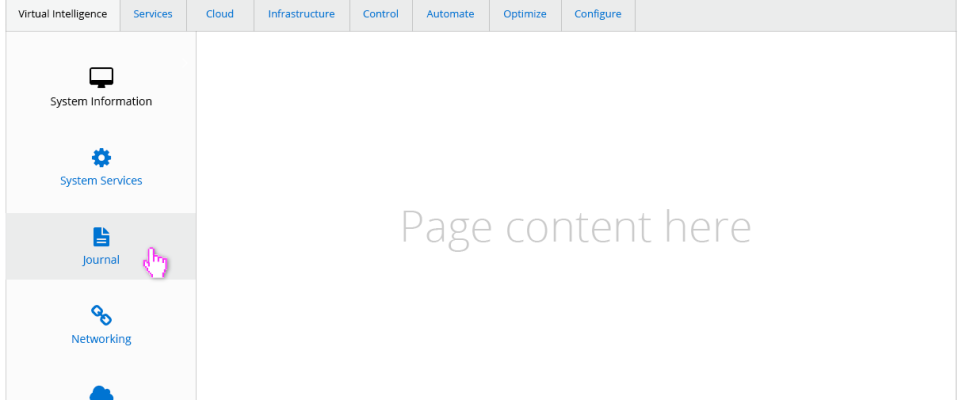 Virtual Intelligence Services Cloud Infrastructure Control Automate Optimize Configure
System Information
System Services
Page content here
Journal
Networking